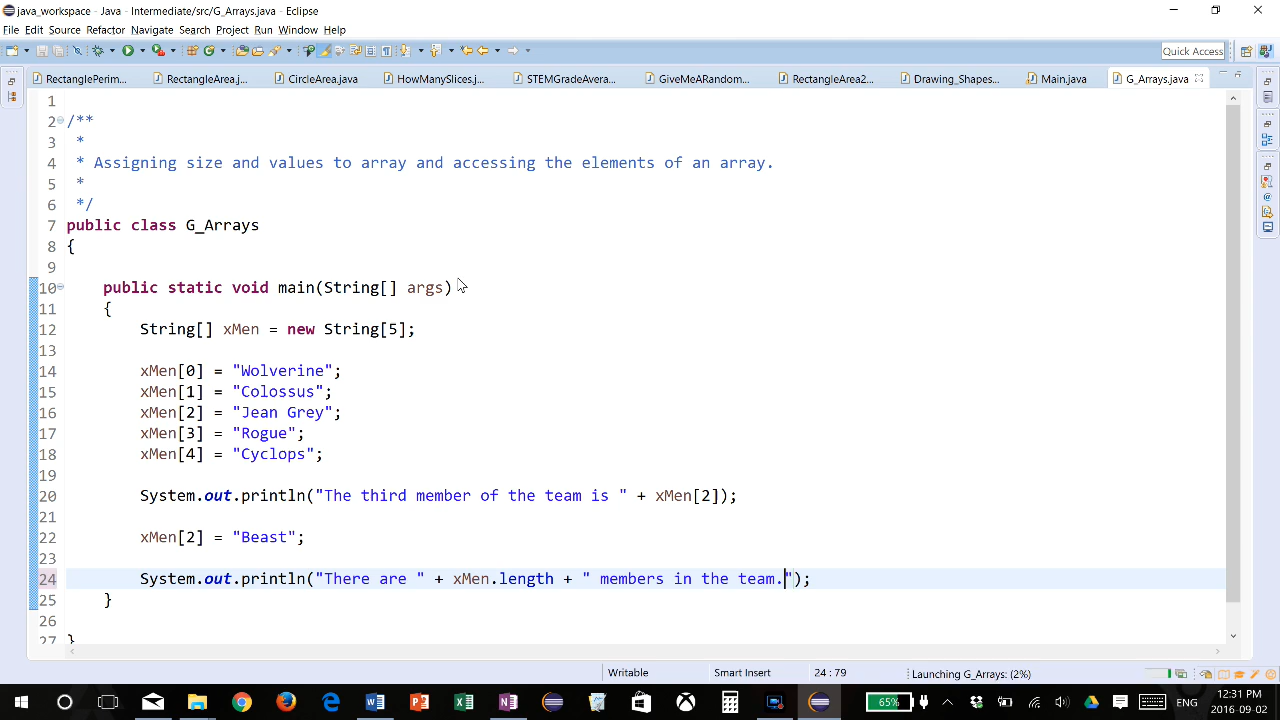 java_workspace - Java - Intermediate/src/G_Arrays.java - Eclipse
File Edit Source Refactor Navigate Search Project Run Window Help
Quick Access
RectanglePerim... RectangleArea.j... CircleArea.java HowManySlices.j... STEMGradeAvera... GiveMeARandom... RectangleArea2... Drawing_Shapes... Main.java G_Arrays.java
1
2 /**
3 *
4 * Assigning size and values to array and accessing the elements of an array.
5 *
6 */
7 public class G_Arrays
8 {
9
10 public static void main(String[] args)
11 {
12 String[] xMen = new String[5];
13
14 xMen[0] = "Wolverine";
15 xMen[1] = "Colossus";
16 xMen[2] = "Jean Grey";
17 xMen[3] = "Rogue";
18 xMen[4] = "Cyclops";
19
20 System.out.println("The third member of the team is " + xMen[2]);
21
22 xMen[2] = "Beast";
23
24 System.out.println("There are " + xMen.length + " members in the team.");
25 }
26
27 }
Writable Smart Insert 24 : 79 Launching G_Arrays: (2%)
65% ENG 12:31 PM
2016-09-02